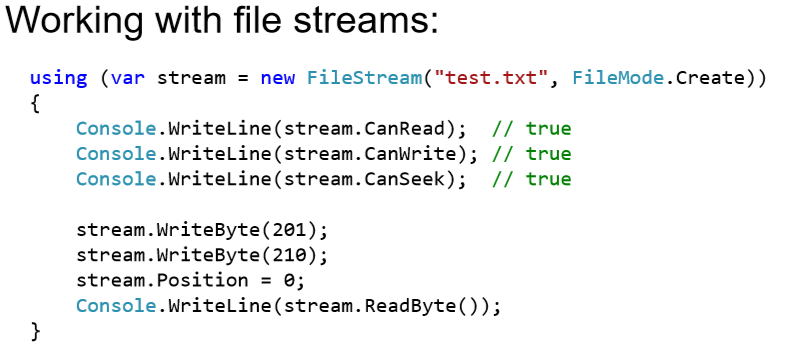 Working with file streams:
using (var stream = new FileStream("test.txt", FileMode.Create))
{
Console.WriteLine(stream.CanRead);  // true
Console.WriteLine(stream.CanWrite); // true
Console.WriteLine(stream.CanSeek);  // true
stream.WriteByte(201);
stream.WriteByte(210);
stream.Position = 0;
Console.WriteLine(stream.ReadByte());
}